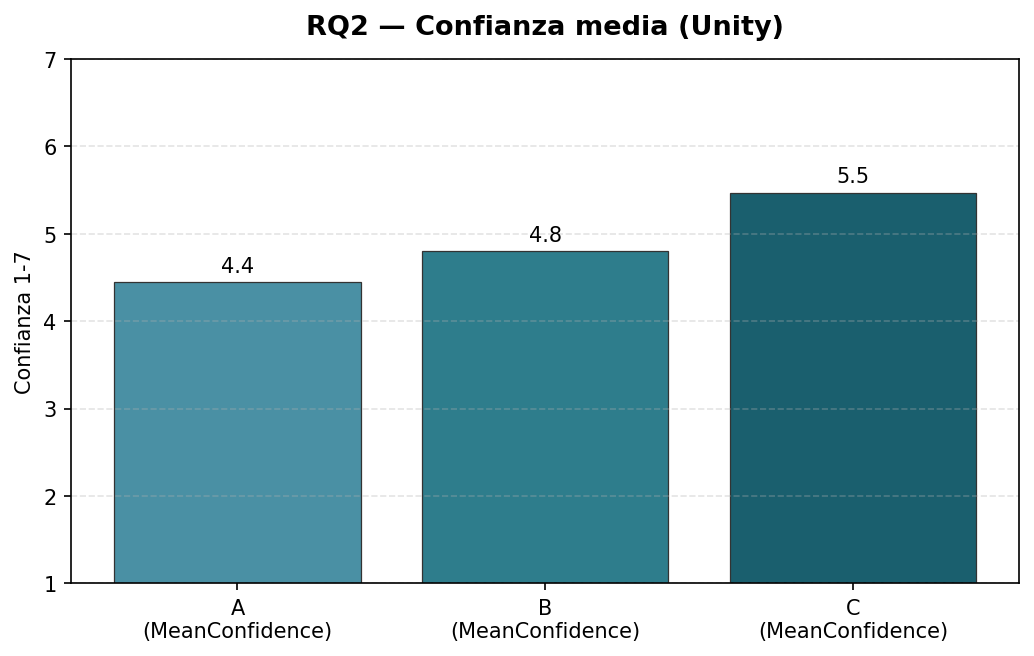 RQ2 — Confianza media (Unity)
7
6
5
4
3
2
1
Confianza 1-7
4.4
4.8
5.5
A
(MeanConfidence)
B
(MeanConfidence)
C
(MeanConfidence)